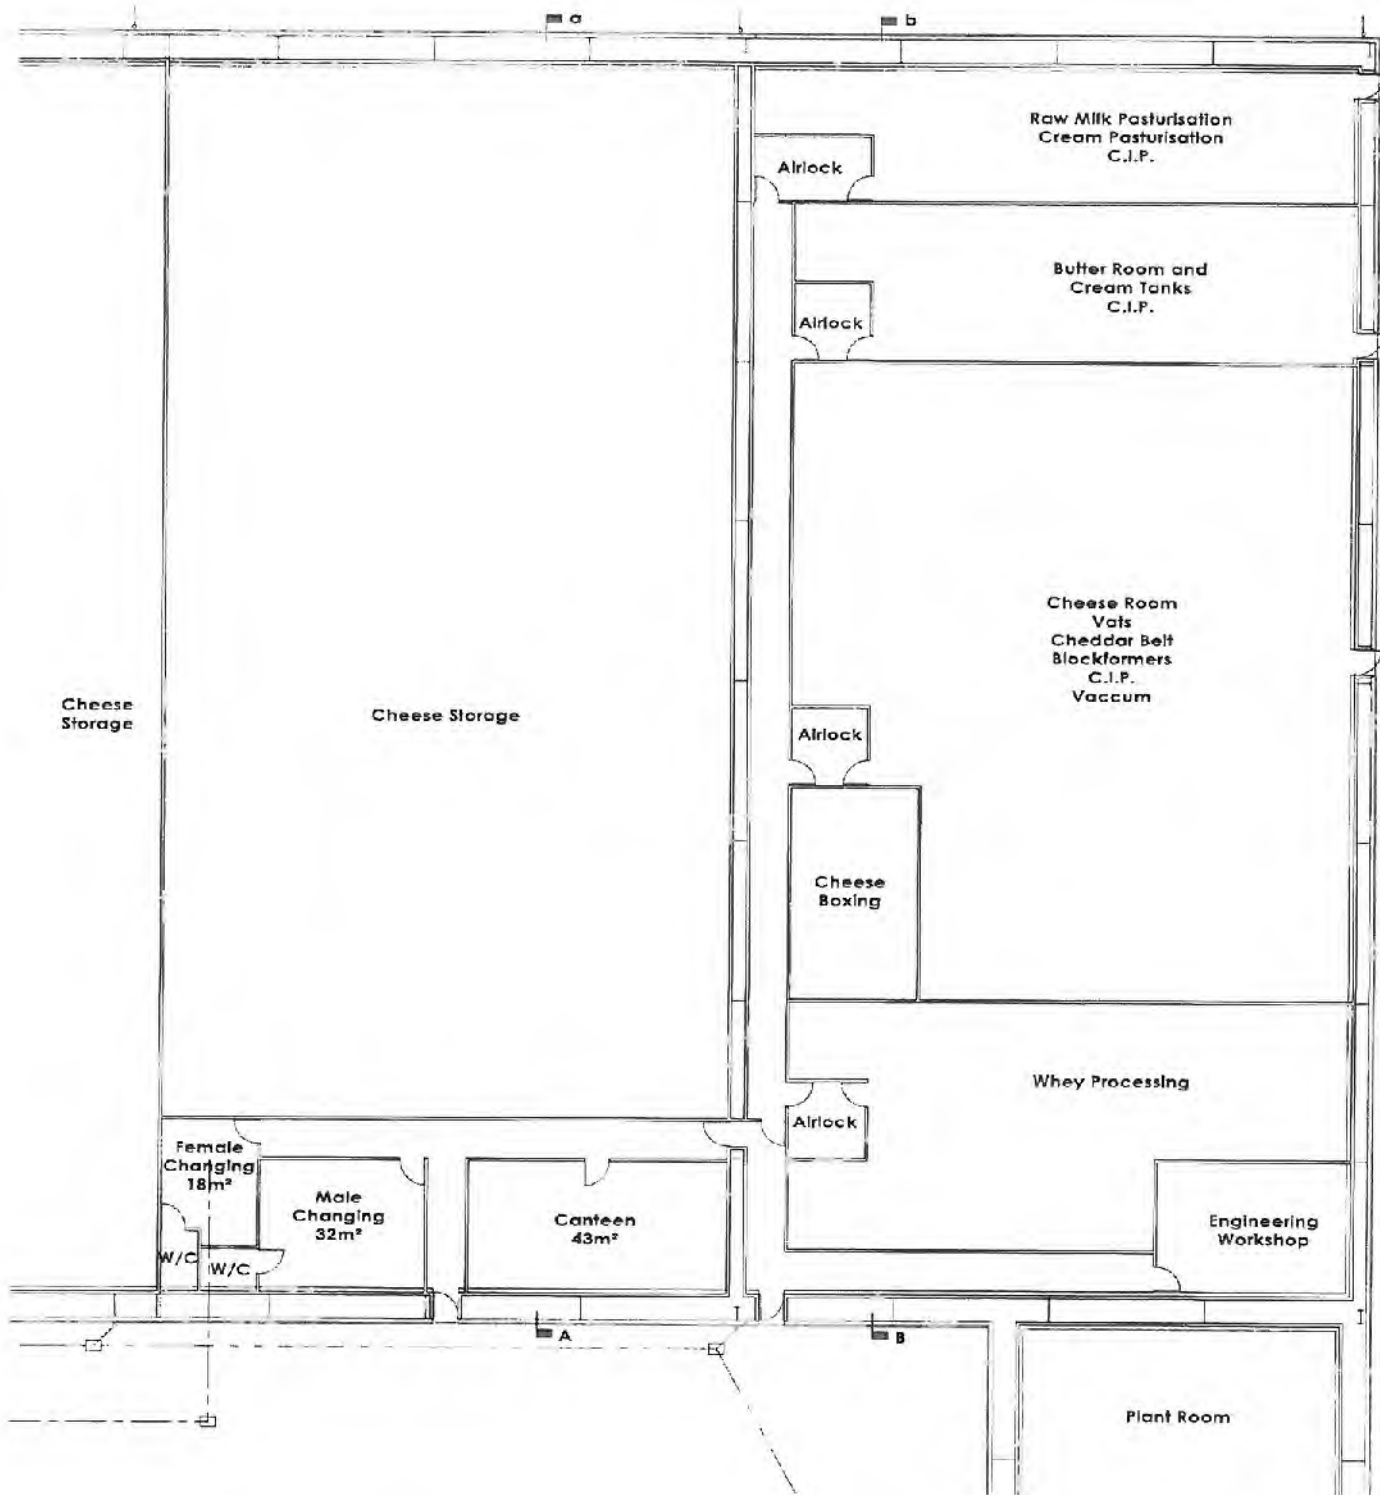 a
b
Raw Milk Pasturisation
Cream Pasturisation
C.I.P.
Airlock
Butter Room and
Cream Tanks
C.I.P.
Airlock
Cheese Room
Vats
Cheddar Belt
Blockformers
C.I.P.
Vaccum
Cheese
Storage
Cheese Storage
Airlock
Cheese
Boxing
Whey Processing
Airlock
Female
Changing
18m²
Male
Changing
32m²
Canteen
43m²
Engineering
Workshop
W/C
W/C
A
B
Plant Room